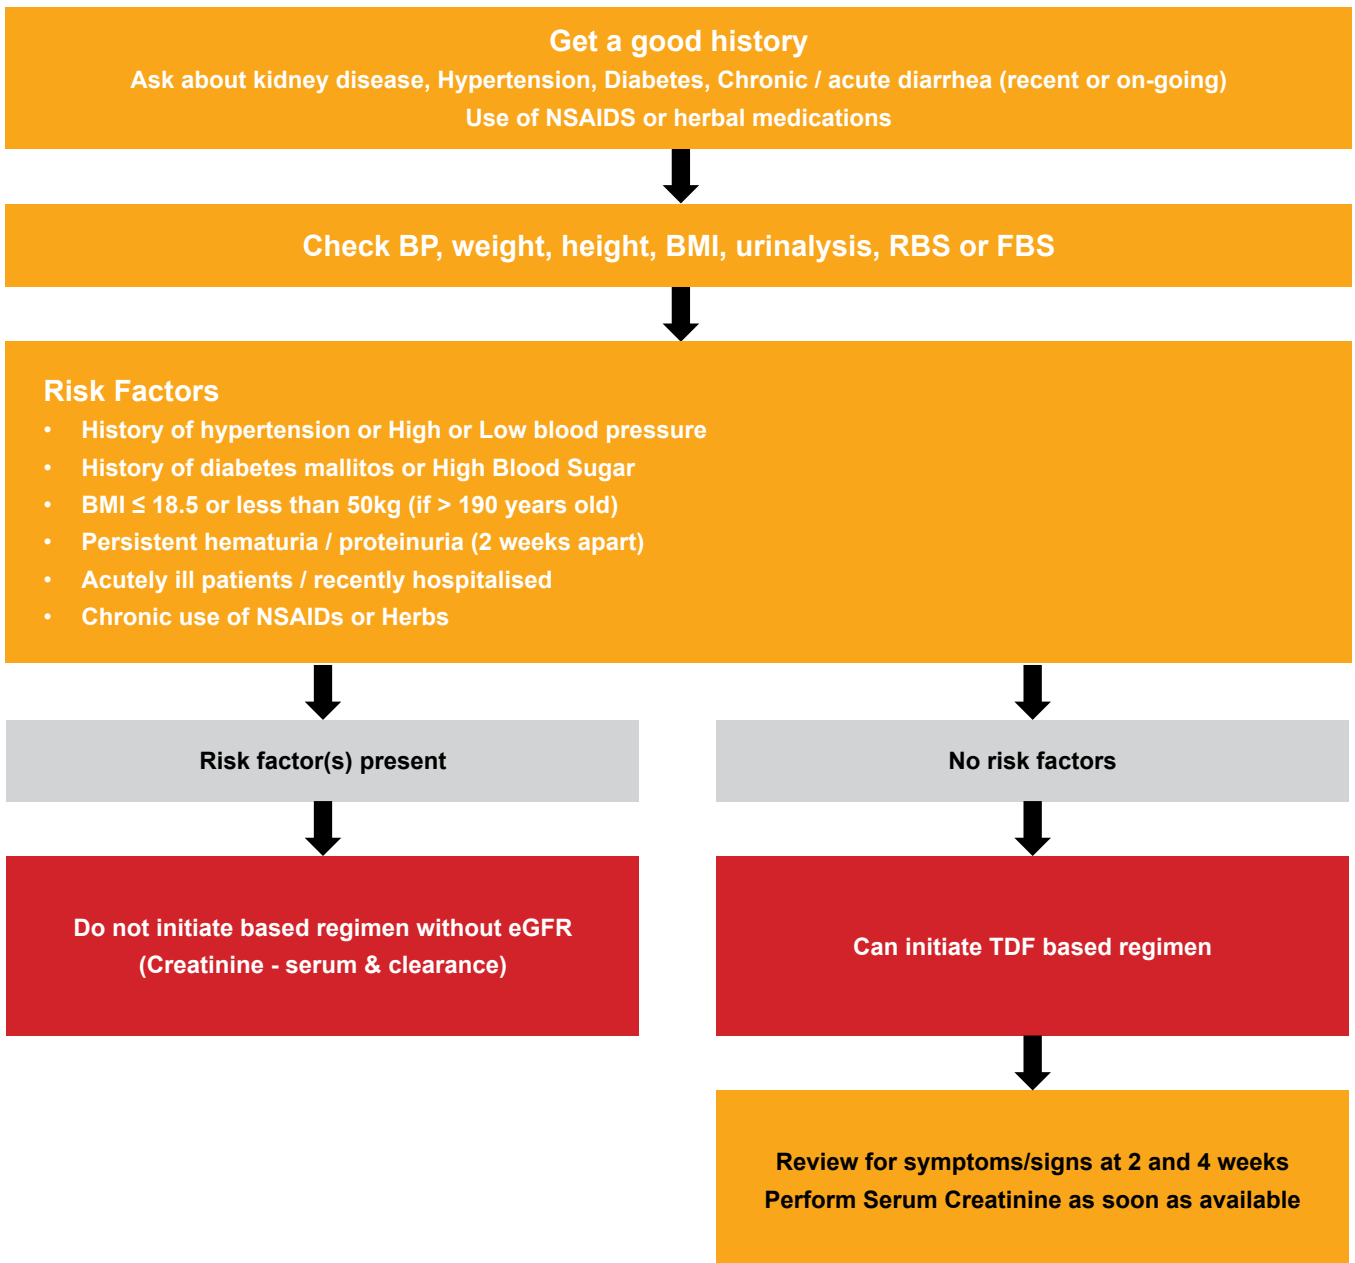 Get a good history
Ask about kidney disease, Hypertension, Diabetes, Chronic / acute diarrhea (recent or on-going)
Use of NSAIDS or herbal medications
Check BP, weight, height, BMI, urinalysis, RBS or FBS
Risk Factors
• History of hypertension or High or Low blood pressure
• History of diabetes mallitos or High Blood Sugar
• BMI ≤ 18.5 or less than 50kg (if > 190 years old)
• Persistent hematuria / proteinuria (2 weeks apart)
• Acutely ill patients / recently hospitalised
• Chronic use of NSAIDs or Herbs
Risk factor(s) present
No risk factors
Do not initiate based regimen without eGFR
(Creatinine - serum & clearance)
Can initiate TDF based regimen
Review for symptoms/signs at 2 and 4 weeks
Perform Serum Creatinine as soon as available